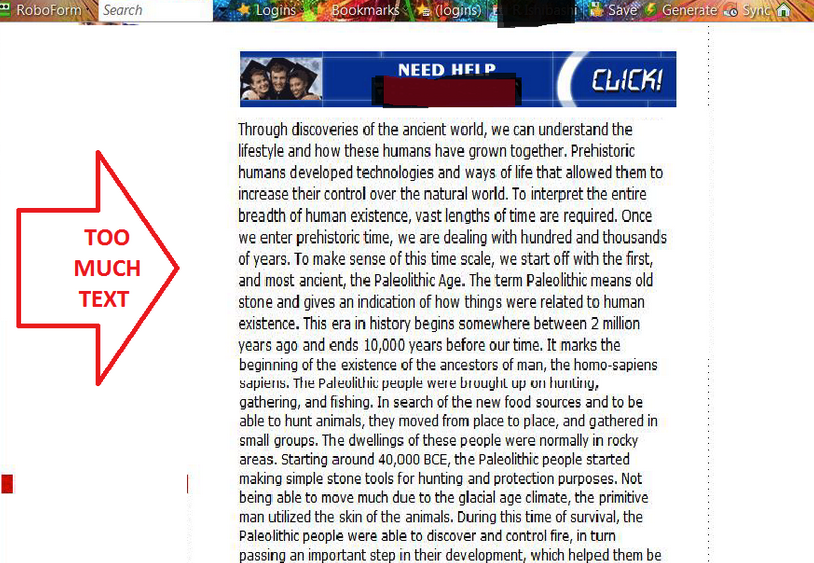 RoboForm Search Logins Bookmarks (logins) Save Generate Sync
NEED HELP
CLICK!
Through discoveries of the ancient world, we can understand the
lifestyle and how these humans have grown together. Prehistoric
humans developed technologies and ways of life that allowed them to
increase their control over the natural world. To interpret the entire
breadth of human existence, vast lengths of time are required. Once
we enter prehistoric time, we are dealing with hundred and thousands
of years. To make sense of this time scale, we start off with the first,
and most ancient, the Paleolithic Age. The term Paleolithic means old
stone and gives an indication of how things were related to human
existence. This era in history begins somewhere between 2 million
years ago and ends 10,000 years before our time. It marks the
beginning of the existence of the ancestors of man, the homo-sapiens
sapiens. The Paleolithic people were brought up on hunting,
gathering, and fishing. In search of the new food sources and to be
able to hunt animals, they moved from place to place, and gathered in
small groups. The dwellings of these people were normally in rocky
areas. Starting around 40,000 BCE, the Paleolithic people started
making simple stone tools for hunting and protection purposes. Not
being able to move much due to the glacial age climate, the primitive
man utilized the skin of the animals. During this time of survival, the
Paleolithic people were able to discover and control fire, in turn
passing an important step in their development, which helped them be
TOO
MUCH
TEXT